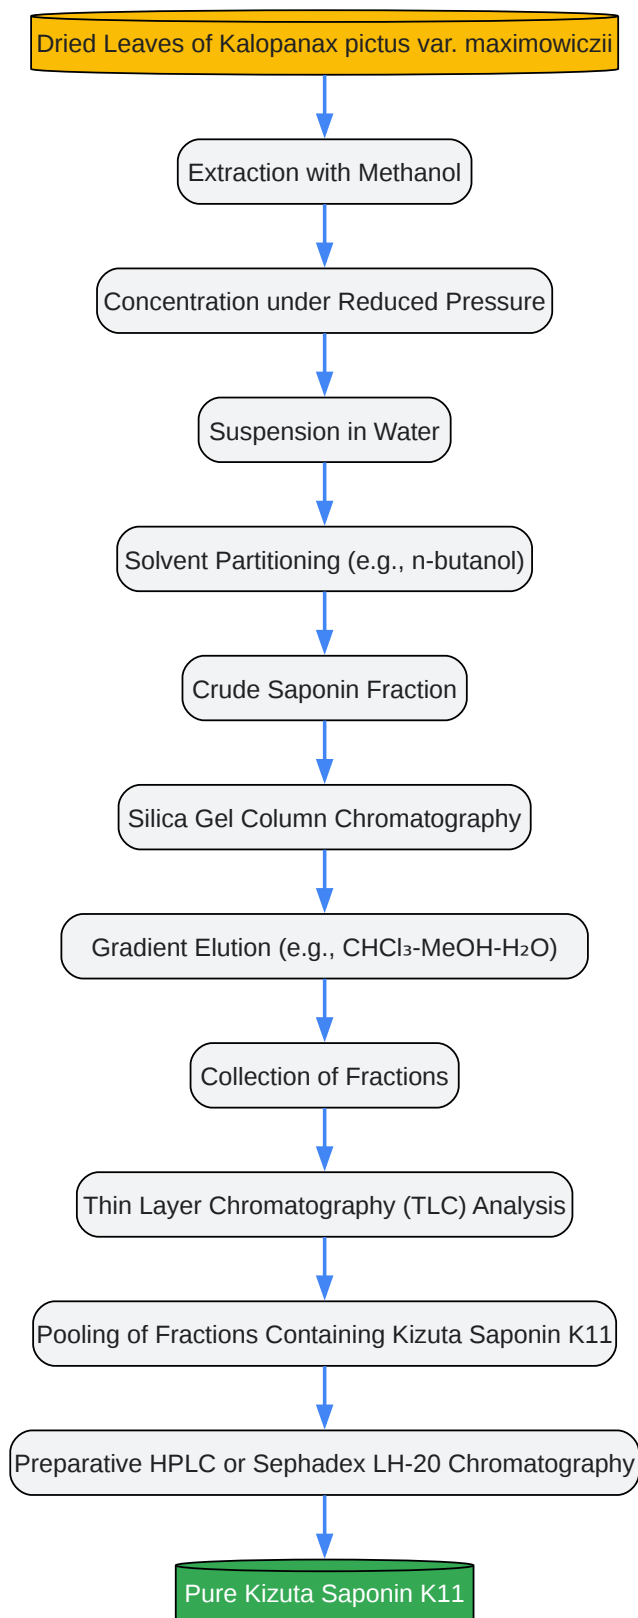 Dried Leaves of Kalopanax pictus var. maximowiczii
Extraction with Methanol
Concentration under Reduced Pressure
Suspension in Water
Solvent Partitioning (e.g., n-butanol)
Crude Saponin Fraction
Silica Gel Column Chromatography
Gradient Elution (e.g., CHCl₃-MeOH-H₂O)
Collection of Fractions
Thin Layer Chromatography (TLC) Analysis
Pooling of Fractions Containing Kizuta Saponin K11
Preparative HPLC or Sephadex LH-20 Chromatography
Pure Kizuta Saponin K11